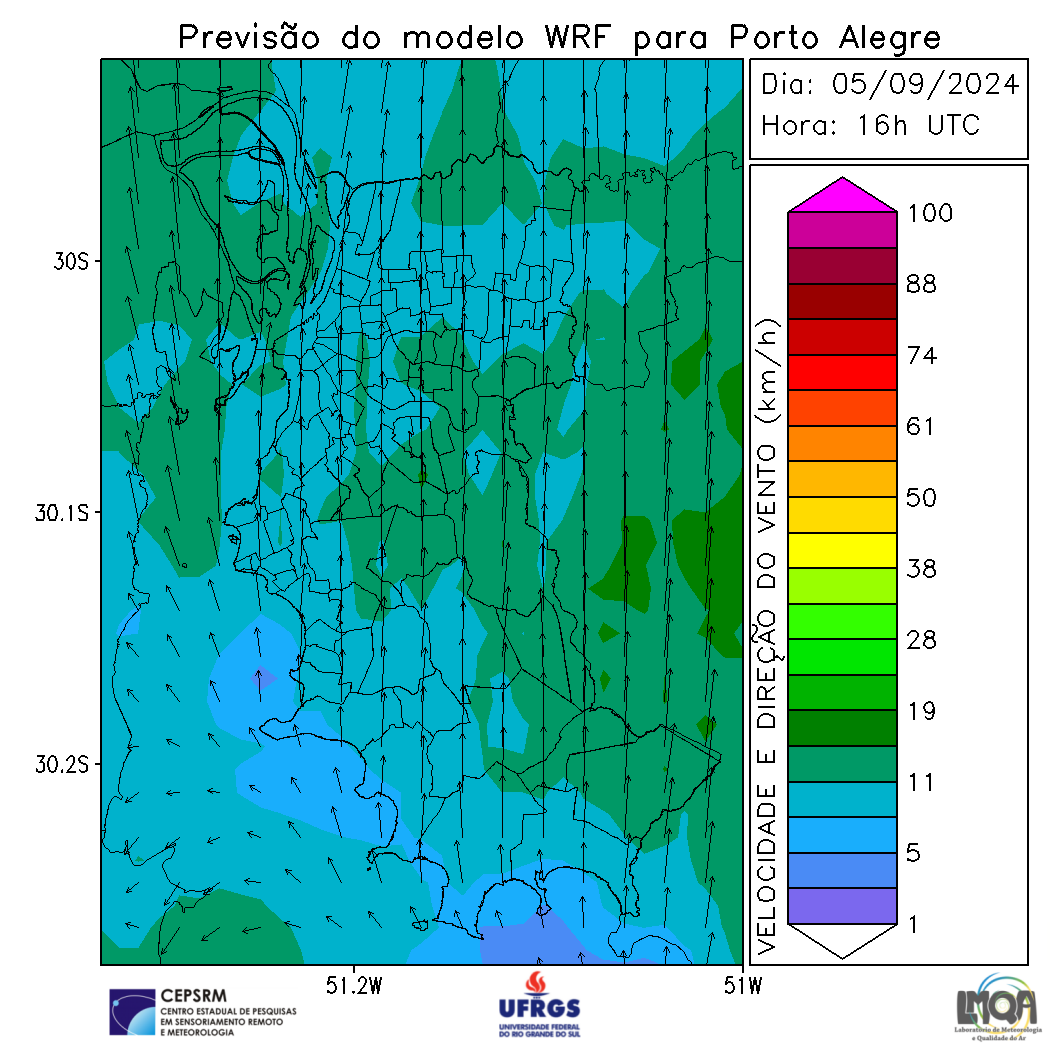 Previsão do modelo WRF para Porto Alegre
Dia: 05/09/2024
Hora: 16h UTC
30S
30.1S
30.2S
51.2W
51W
VELOCIDADE E DIREÇÃO DO VENTO (km/h)
100
88
74
61
50
38
28
19
11
5
1
CEPSRM
CENTRO ESTADUAL DE PESQUISAS
EM SENSORIAMENTO REMOTO
E METEOROLOGIA
UFRGS
UNIVERSIDADE FEDERAL
DO RIO GRANDE DO SUL
LMQA
Laboratório de Meteorologia
e Qualidade do Ar